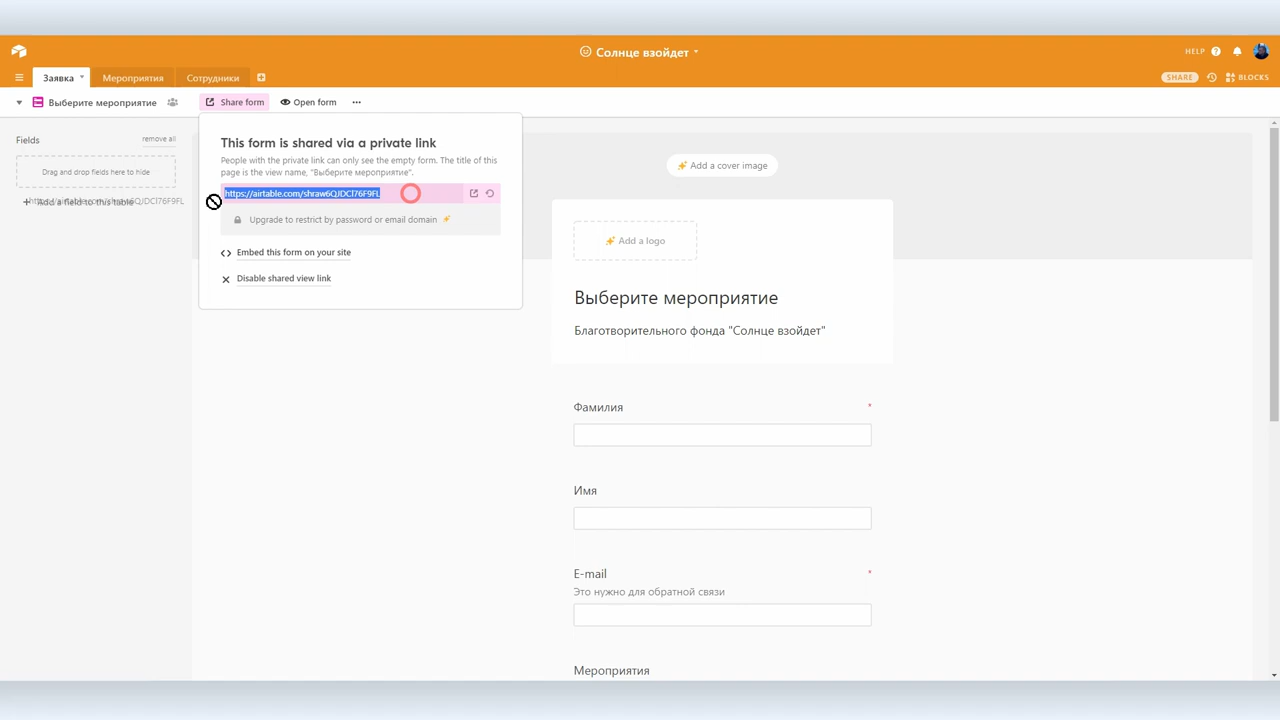 Солнце взойдет
HELP
Заявка
Мероприятия
Сотрудники
SHARE
BLOCKS
Выберите мероприятие
Share form
Open form
Fields
remove all
Drag and drop fields here to hide
+ Add a field to this table
This form is shared via a private link
People with the private link can only see the empty form. The title of this
page is the view name, "Выберите мероприятие".
https://airtable.com/shraw6QJDCl76F9FL
Upgrade to restrict by password or email domain
Embed this form on your site
Disable shared view link
Add a cover image
Add a logo
Выберите мероприятие
Благотворительного фонда "Солнце взойдет"
Фамилия *
Имя
E-mail *
Это нужно для обратной связи
Мероприятия